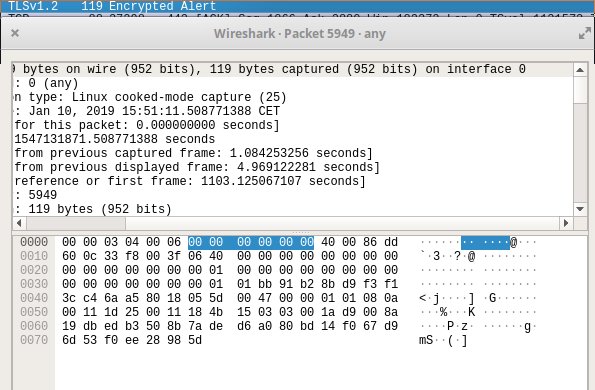 TLSv1.2 119 Encrypted Alert
Wireshark · Packet 5949 · any
9 bytes on wire (952 bits), 119 bytes captured (952 bits) on interface 0
: 0 (any)
n type: Linux cooked-mode capture (25)
: Jan 10, 2019 15:51:11.508771388 CET
for this packet: 0.000000000 seconds]
1547131871.508771388 seconds
from previous captured frame: 1.084253256 seconds]
from previous displayed frame: 4.969122281 seconds]
reference or first frame: 1103.125067107 seconds]
: 5949
: 119 bytes (952 bits)
0000 00 00 03 04 00 06 00 00 00 00 00 00 40 00 86 dd ········ ····@···
0010 60 0c 33 f8 00 3f 06 40 00 00 00 00 00 00 00 00 `·3··?·@ ········
0020 00 00 00 00 00 00 00 01 00 00 00 00 00 00 00 00 ········ ········
0030 00 00 00 00 00 00 00 01 01 bb 91 b2 8b d9 f3 f1 ········ ········
0040 3c c4 6a a5 80 18 05 5d 00 47 00 00 01 01 08 0a <·j····] ·G······
0050 00 11 1d 25 00 11 18 4b 15 03 03 00 1a d9 00 8a ···%···K ········
0060 19 db ed b3 50 8b 7a de d6 a0 80 bd 14 f0 67 d9 ····P·z· ······g·
0070 6d 53 f0 ee 28 98 5d mS··(·]